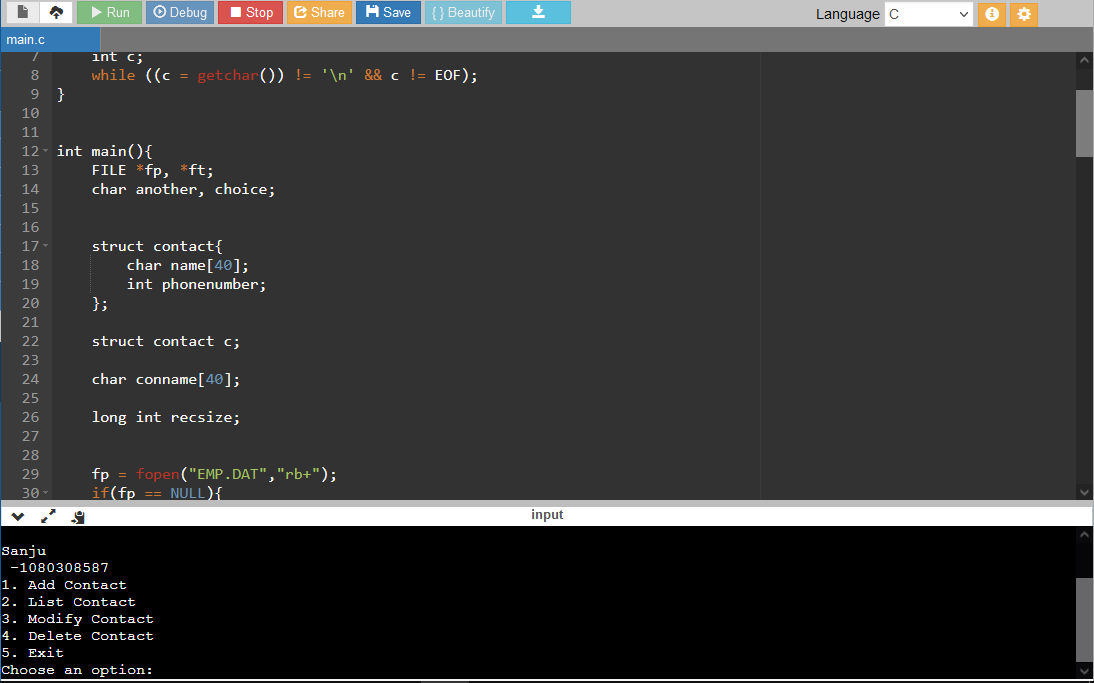 Run Debug Stop Share Save { } Beautify Language C
main.c
7 int c;
8 while ((c = getchar()) != '\n' && c != EOF);
9 }
10
11
12 int main(){
13 FILE *fp, *ft;
14 char another, choice;
15
16
17 struct contact{
18 char name[40];
19 int phonenumber;
20 };
21
22 struct contact c;
23
24 char conname[40];
25
26 long int recsize;
27
28
29 fp = fopen("EMP.DAT","rb+");
30 if(fp == NULL){
input
Sanju
-1080308587
1. Add Contact
2. List Contact
3. Modify Contact
4. Delete Contact
5. Exit
Choose an option: